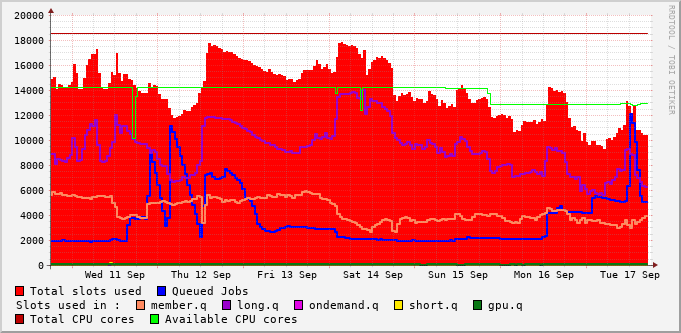 20000
18000
16000
14000
12000
10000
8000
6000
4000
2000
0
Wed 11 Sep Thu 12 Sep Fri 13 Sep Sat 14 Sep Sun 15 Sep Mon 16 Sep Tue 17 Sep
Total slots used Queued Jobs
Slots used in : member.q long.q ondemand.q short.q gpu.q
Total CPU cores Available CPU cores
RRDTOOL / TOBI OETIKER